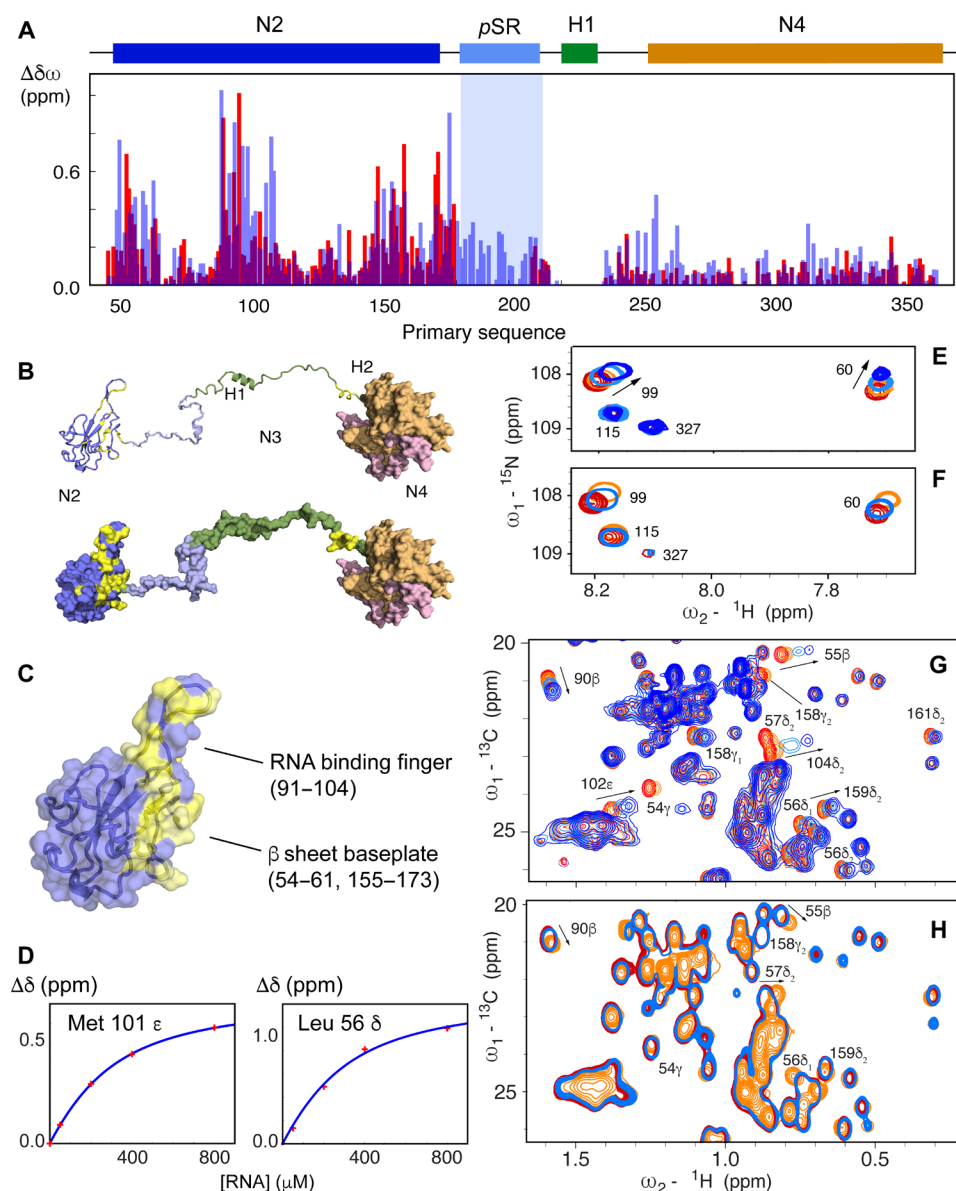 A
N2
pSR
H1
N4
Δδω
(ppm)
0.6
0.0
50
100
150
200
250
300
350
Primary sequence
B
H1
H2
N3
N2
N4
C
RNA binding finger
(91–104)
β sheet baseplate
(54–61, 155–173)
D
Δδ (ppm)
0.5
0.0
Met 101 ε
400
800
Δδ (ppm)
1.0
0.0
Leu 56 δ
400
800
[RNA] (μM)
E
108
109
99
115
327
60
F
108
109
99
115
327
60
ω1 - 15N (ppm)
8.2
8.0
7.8
ω2 - 1H (ppm)
G
20
25
ω1 - 13C (ppm)
90β
55β
158γ2
57δ2
161δ2
158γ1
104δ2
102ε
54γ
56δ1
159δ2
56δ2
H
20
25
ω1 - 13C (ppm)
90β
55β
158γ2
57δ2
54γ
56δ1
159δ2
1.5
1.0
0.5
ω2 - 1H (ppm)